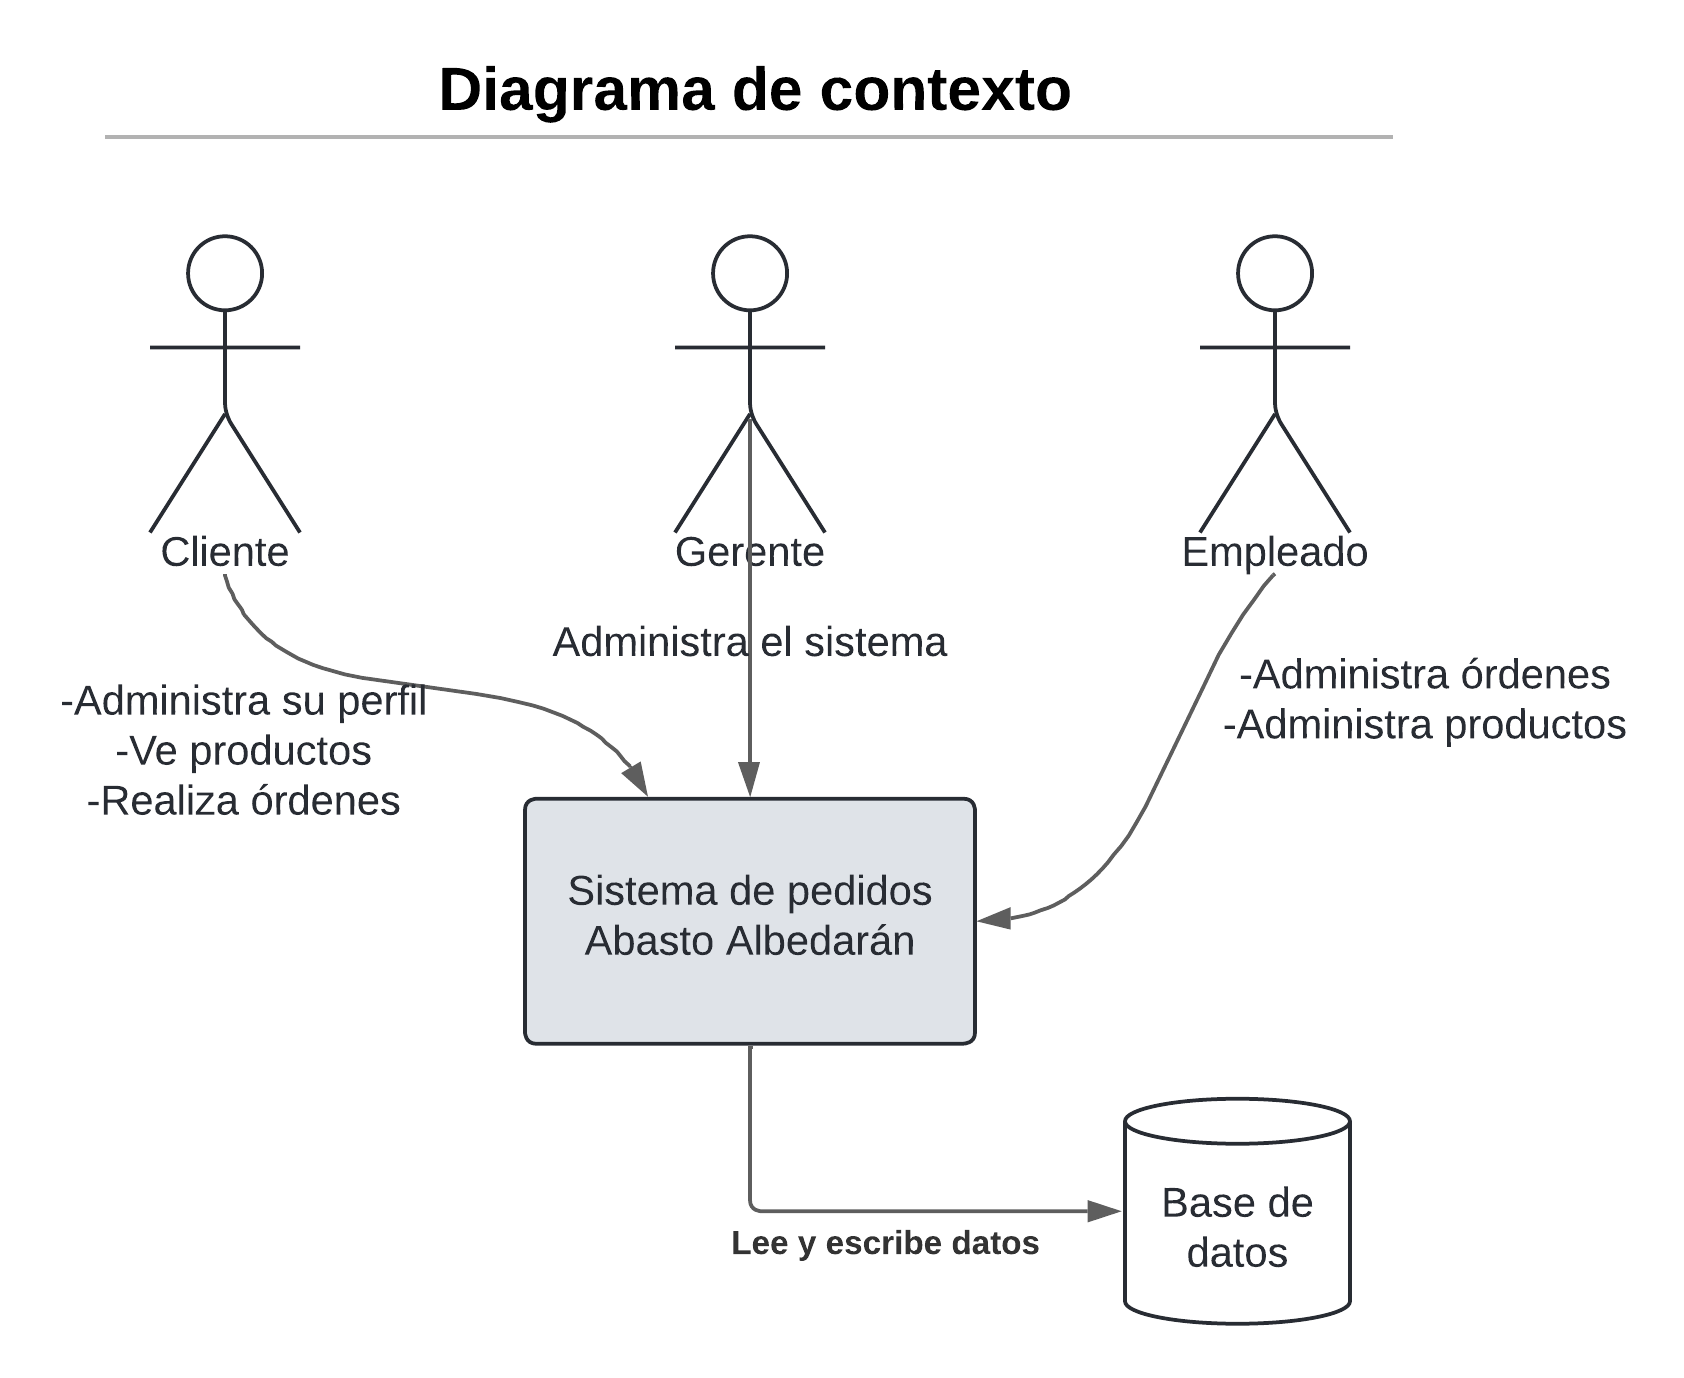 Diagrama de contexto
Cliente
Gerente
Empleado
Administra el sistema
-Administra su perfil
-Ve productos
-Realiza órdenes
-Administra órdenes
-Administra productos
Sistema de pedidos
Abasto Albedarán
Lee y escribe datos
Base de
datos